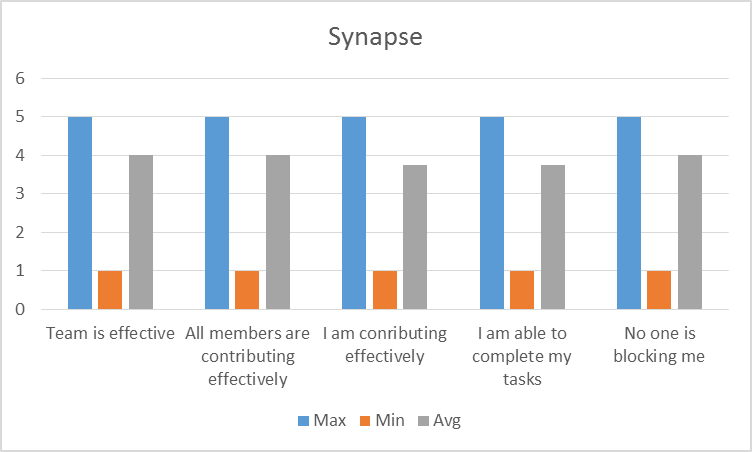 Synapse
6
5
4
3
2
1
0
Team is effective
All members are
contributing
effectively
I am conributing
effectively
I am able to
complete my
tasks
No one is
blocking me
Max Min Avg